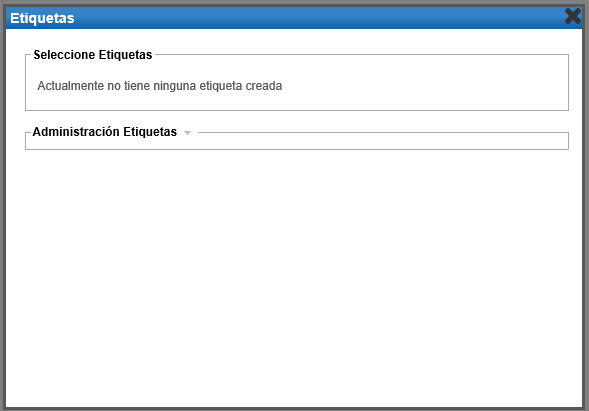 Etiquetas
Seleccione Etiquetas
Actualmente no tiene ninguna etiqueta creada
Administración Etiquetas